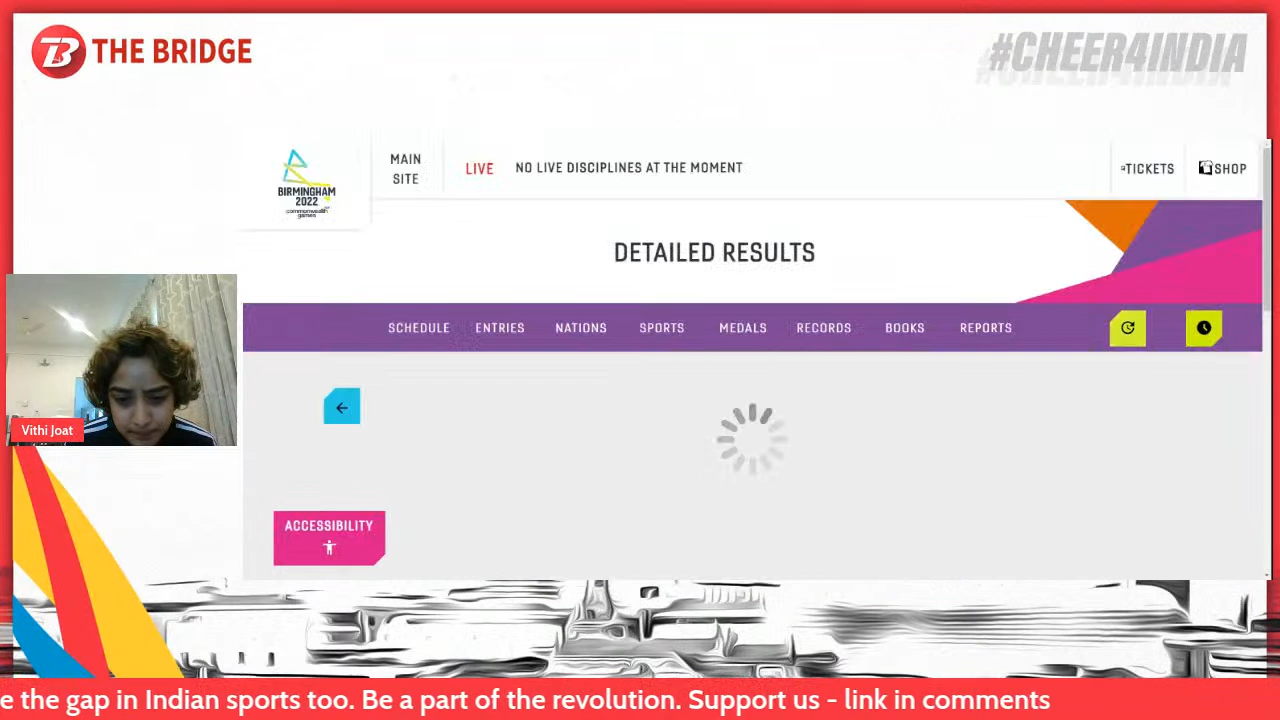 THE BRIDGE
#CHEER4INDIA
BIRMINGHAM
2022
commonwealth
games
MAIN
SITE
LIVE
NO LIVE DISCIPLINES AT THE MOMENT
TICKETS
SHOP
DETAILED RESULTS
SCHEDULE ENTRIES NATIONS SPORTS MEDALS RECORDS BOOKS REPORTS
Vithi Joat
ACCESSIBILITY
e the gap in Indian sports too. Be a part of the revolution. Support us - link in comments